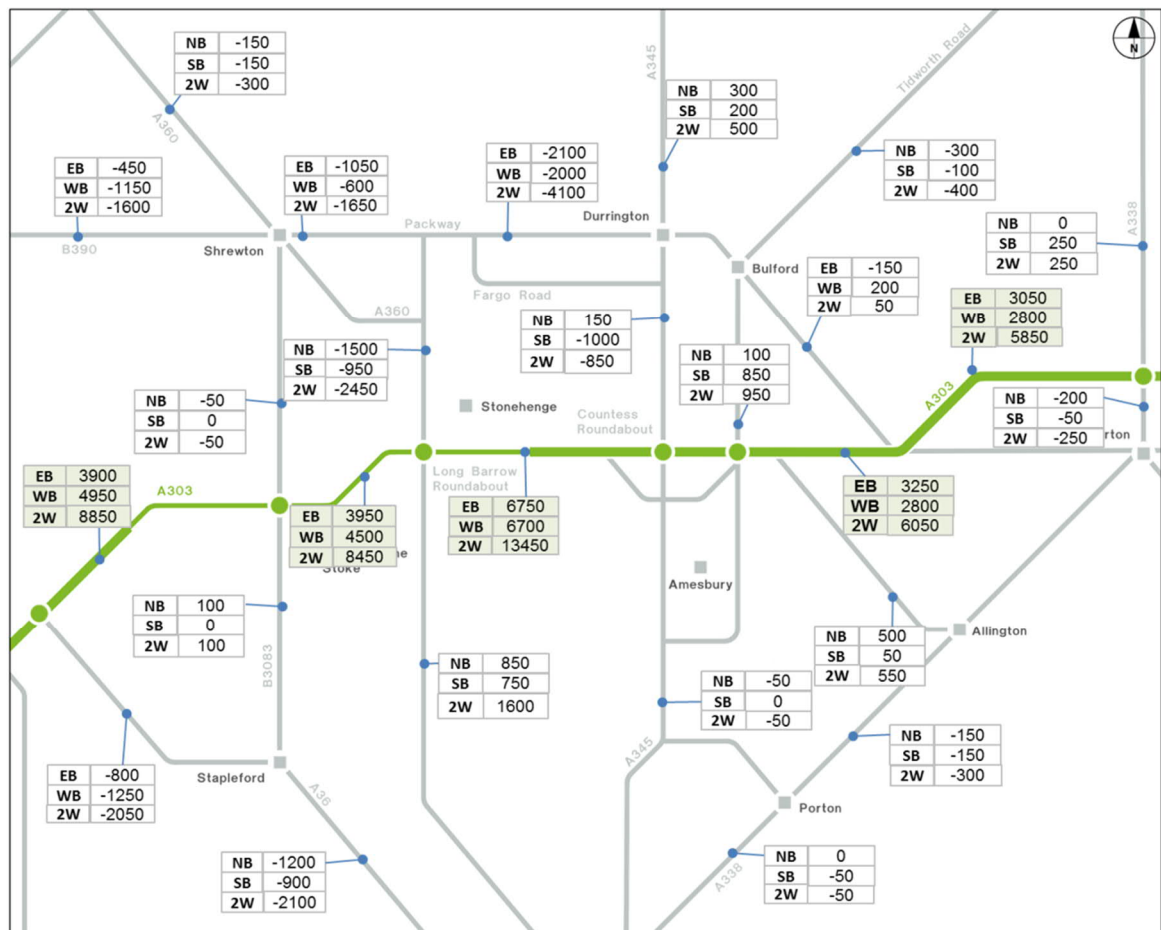 N
NB -150
SB -150
2W -300
A360
A345
NB 300
SB 200
2W 500
Tidworth Road
NB -300
SB -100
2W -400
A338
EB -450
WB -1150
2W -1600
EB -1050
WB -600
2W -1650
EB -2100
WB -2000
2W -4100
Durrington
Packway
B390
Shrewton
Bulford
NB 0
SB 250
2W 250
EB -150
WB 200
2W 50
Fargo Road
A360
EB 3050
WB 2800
2W 5850
NB 150
SB -1000
2W -850
NB -1500
SB -950
2W -2450
NB 100
SB 850
2W 950
NB -50
SB 0
2W -50
Stonehenge
Countess
Roundabout
A303
NB -200
SB -50
2W -250
rton
EB 3900
WB 4950
2W 8850
A303
Long Barrow
Roundabout
EB 3950
WB 4500
2W 8450
ne
Stoke
EB 6750
WB 6700
2W 13450
EB 3250
WB 2800
2W 6050
Amesbury
NB 100
SB 0
2W 100
B3083
NB 500
SB 50
2W 550
Allington
NB 850
SB 750
2W 1600
NB -50
SB 0
2W -50
NB -150
SB -150
2W -300
A345
EB -800
WB -1250
2W -2050
Stapleford
A36
Porton
NB -1200
SB -900
2W -2100
A338
NB 0
SB -50
2W -50